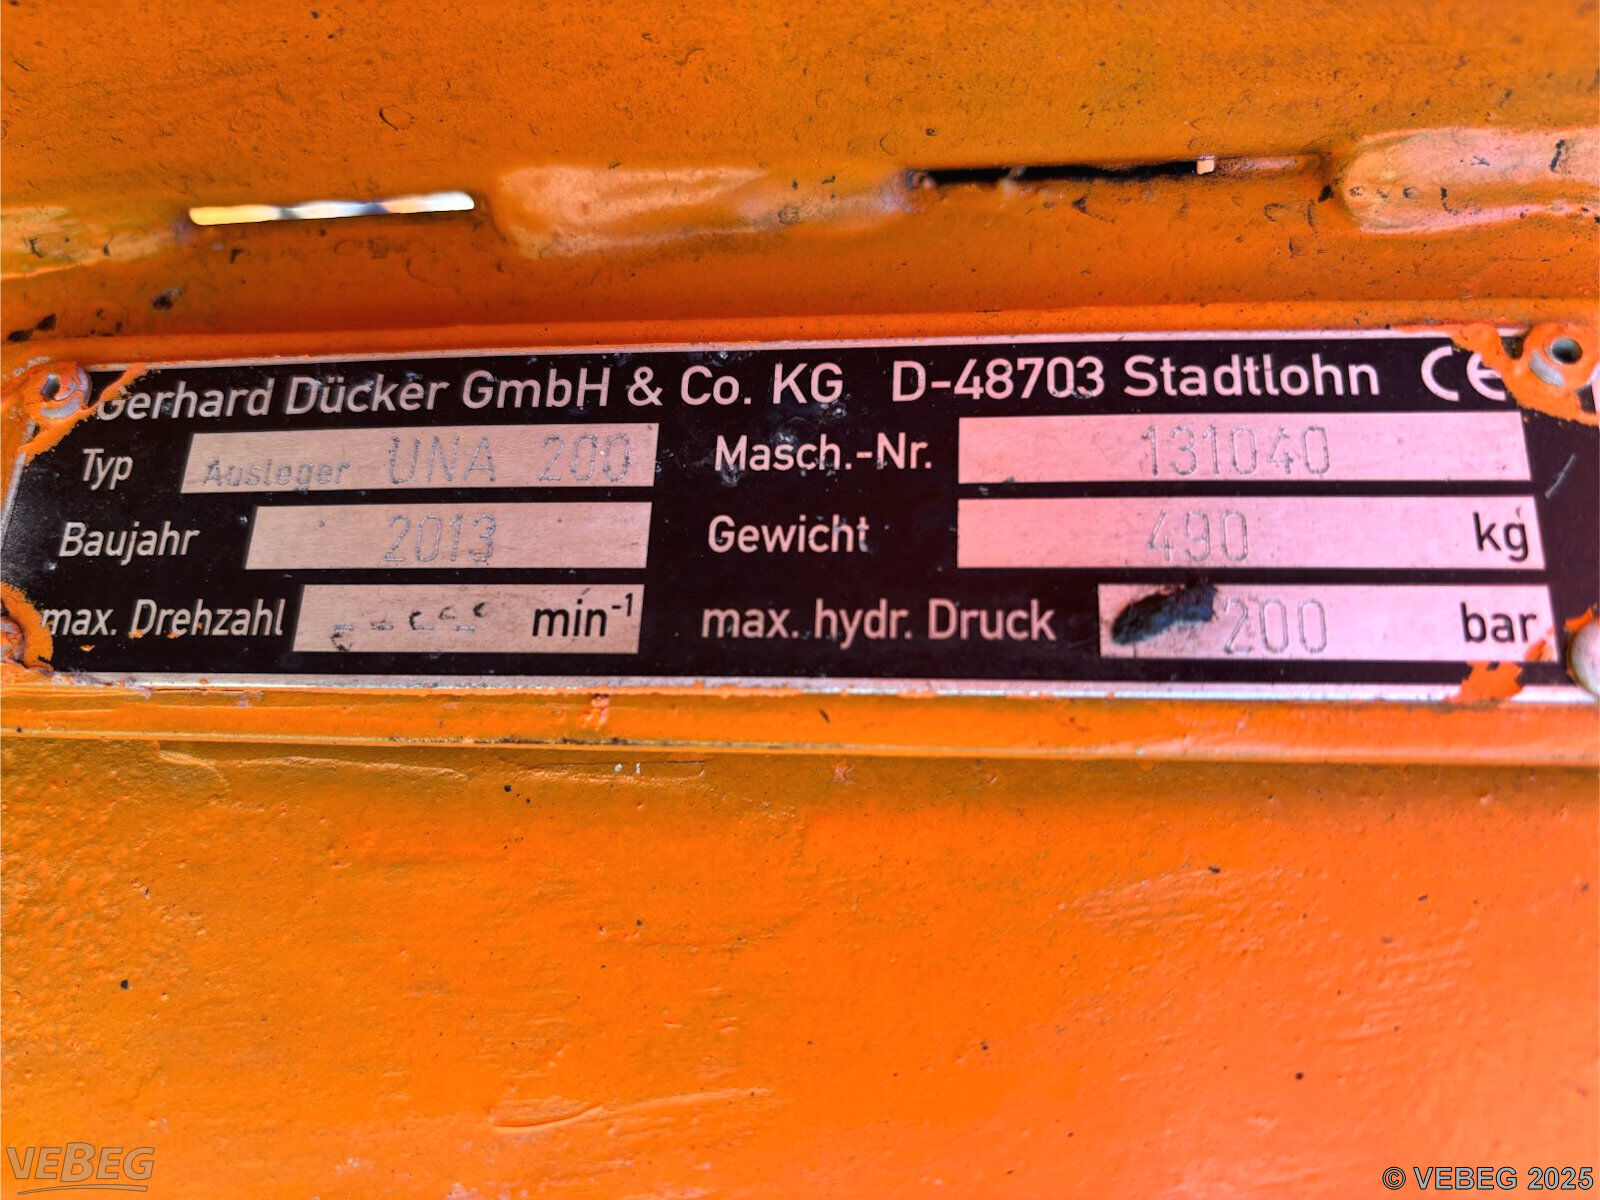 Gerhard Dücker GmbH & Co. KG D-48703 Stadtlohn CE
Typ Ausleger UNA 200 Masch.-Nr. 131040
Baujahr 2013 Gewicht 490 kg
max. Drehzahl ----- min-1 max. hydr. Druck 200 bar
VEBEG
© VEBEG 2025